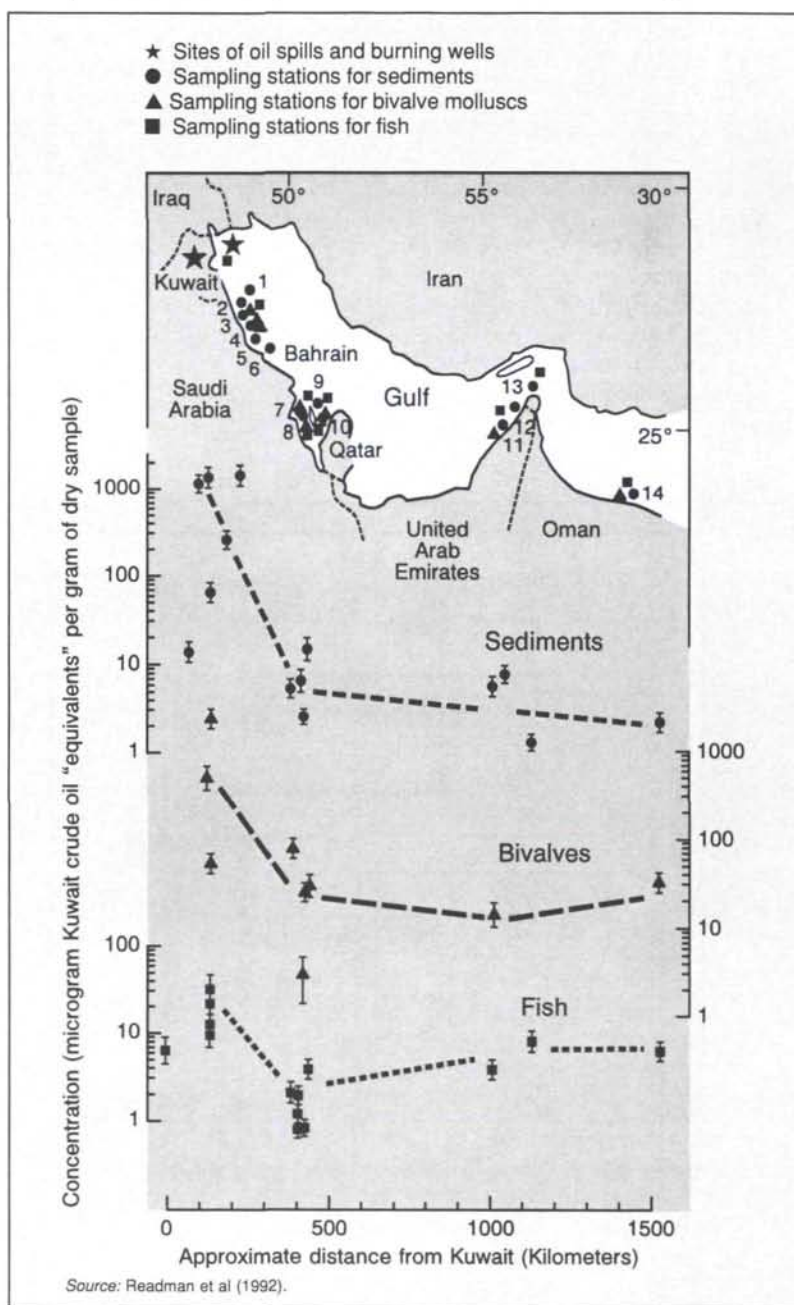 ★ Sites of oil spills and burning wells
● Sampling stations for sediments
▲ Sampling stations for bivalve molluscs
■ Sampling stations for fish
50° 55° 30°
Iraq
Iran
Kuwait
1
2
3
4
5
6
Bahrain
9
Gulf
13
Saudi
Arabia
7
8
10
Qatar
12
11
25°
14
United
Arab
Emirates
Oman
1000
100
10
1
Sediments
1000
100
10
1
Bivalves
100
10
1
Fish
Concentration (microgram Kuwait crude oil "equivalents" per gram of dry sample)
0 500 1000 1500
Approximate distance from Kuwait (Kilometers)
Source: Readman et al (1992).